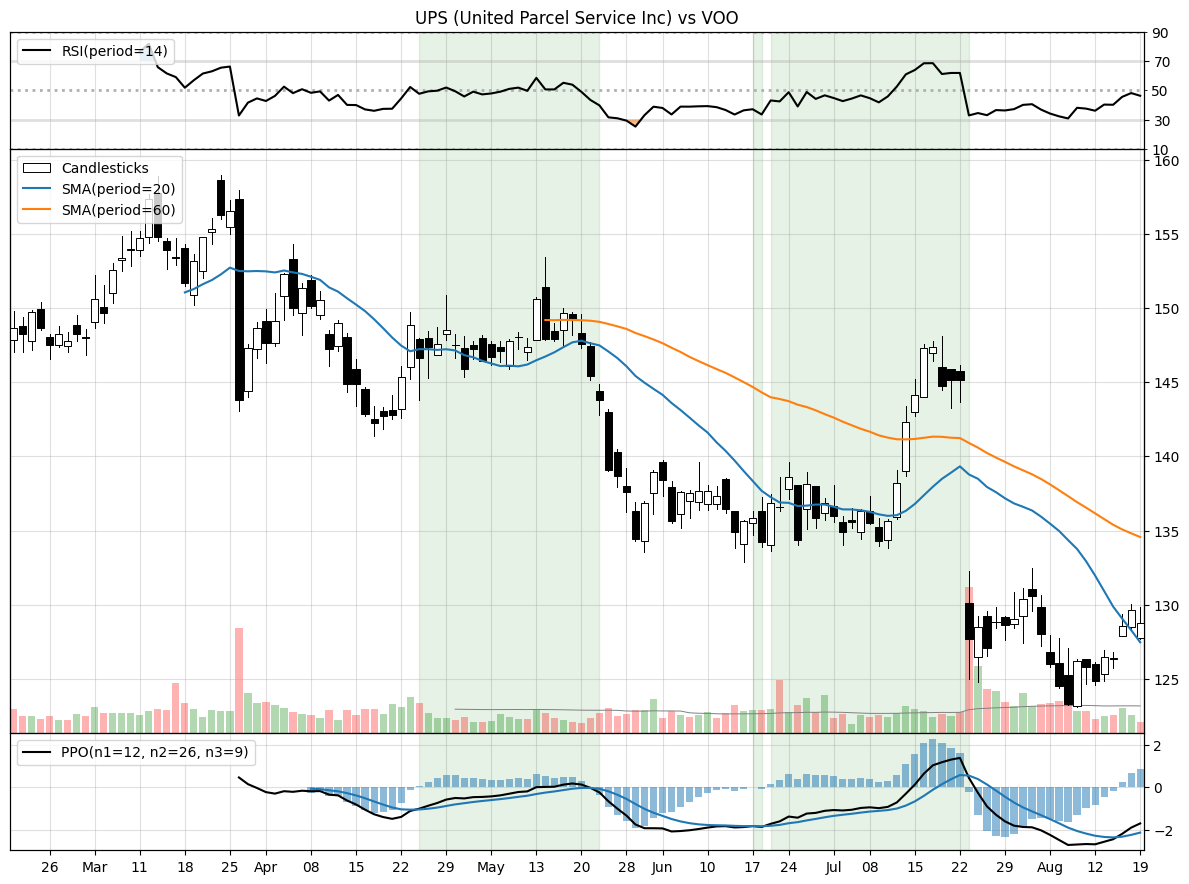 UPS (United Parcel Service Inc) vs VOO
RSI(period=14)
90
70
50
30
10
Candlesticks
SMA(period=20)
SMA(period=60)
160
155
150
145
140
135
130
125
PPO(n1=12, n2=26, n3=9)
2
0
−2
26 Mar 11 18 25 Apr 08 15 22 29 May 13 20 28 Jun 10 17 24 Jul 08 15 22 29 Aug 12 19